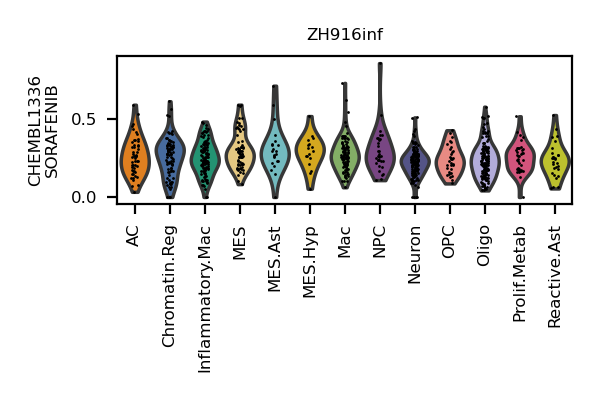 ZH916inf
CHEMBL1336
SORAFENIB
0.5
0.0
AC
Chromatin.Reg
Inflammatory.Mac
MES
MES.Ast
MES.Hyp
Mac
NPC
Neuron
OPC
Oligo
Prolif.Metab
Reactive.Ast